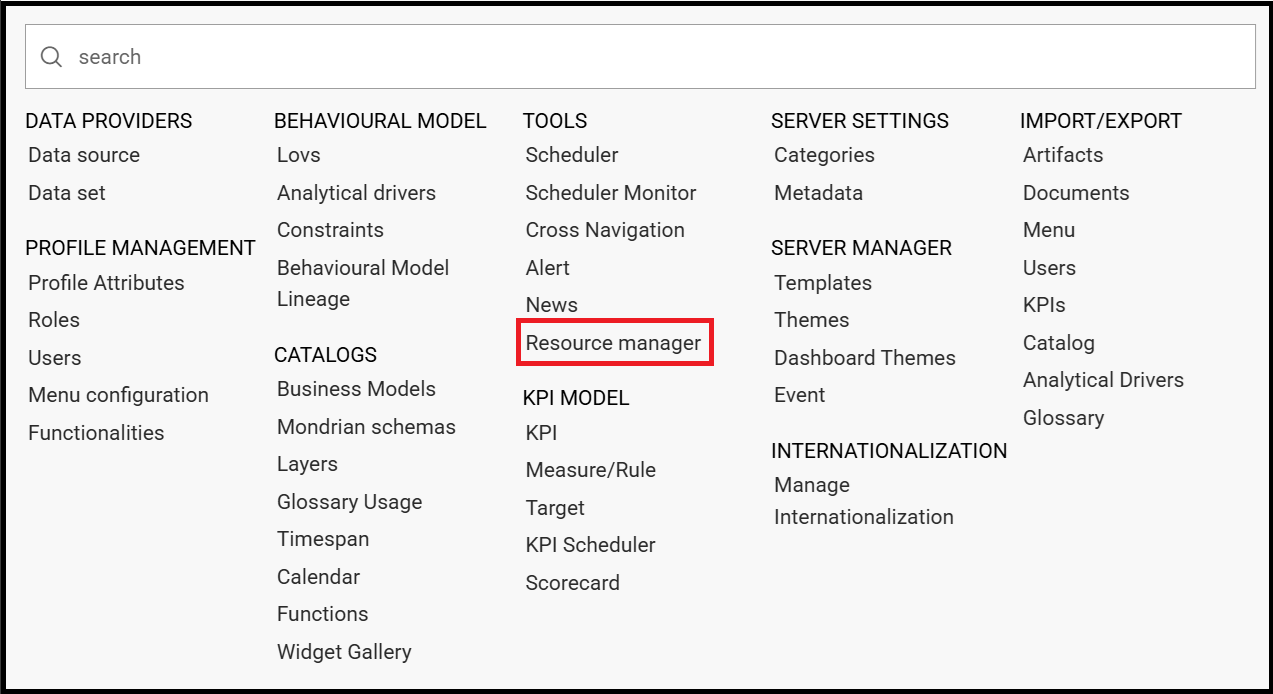 search
DATA PROVIDERS
Data source
Data set
PROFILE MANAGEMENT
Profile Attributes
Roles
Users
Menu configuration
Functionalities
BEHAVIOURAL MODEL
Lovs
Analytical drivers
Constraints
Behavioural Model
Lineage
CATALOGS
Business Models
Mondrian schemas
Layers
Glossary Usage
Timespan
Calendar
Functions
Widget Gallery
TOOLS
Scheduler
Scheduler Monitor
Cross Navigation
Alert
News
Resource manager
KPI MODEL
KPI
Measure/Rule
Target
KPI Scheduler
Scorecard
SERVER SETTINGS
Categories
Metadata
SERVER MANAGER
Templates
Themes
Dashboard Themes
Event
INTERNATIONALIZATION
Manage
Internationalization
IMPORT/EXPORT
Artifacts
Documents
Menu
Users
KPIs
Catalog
Analytical Drivers
Glossary